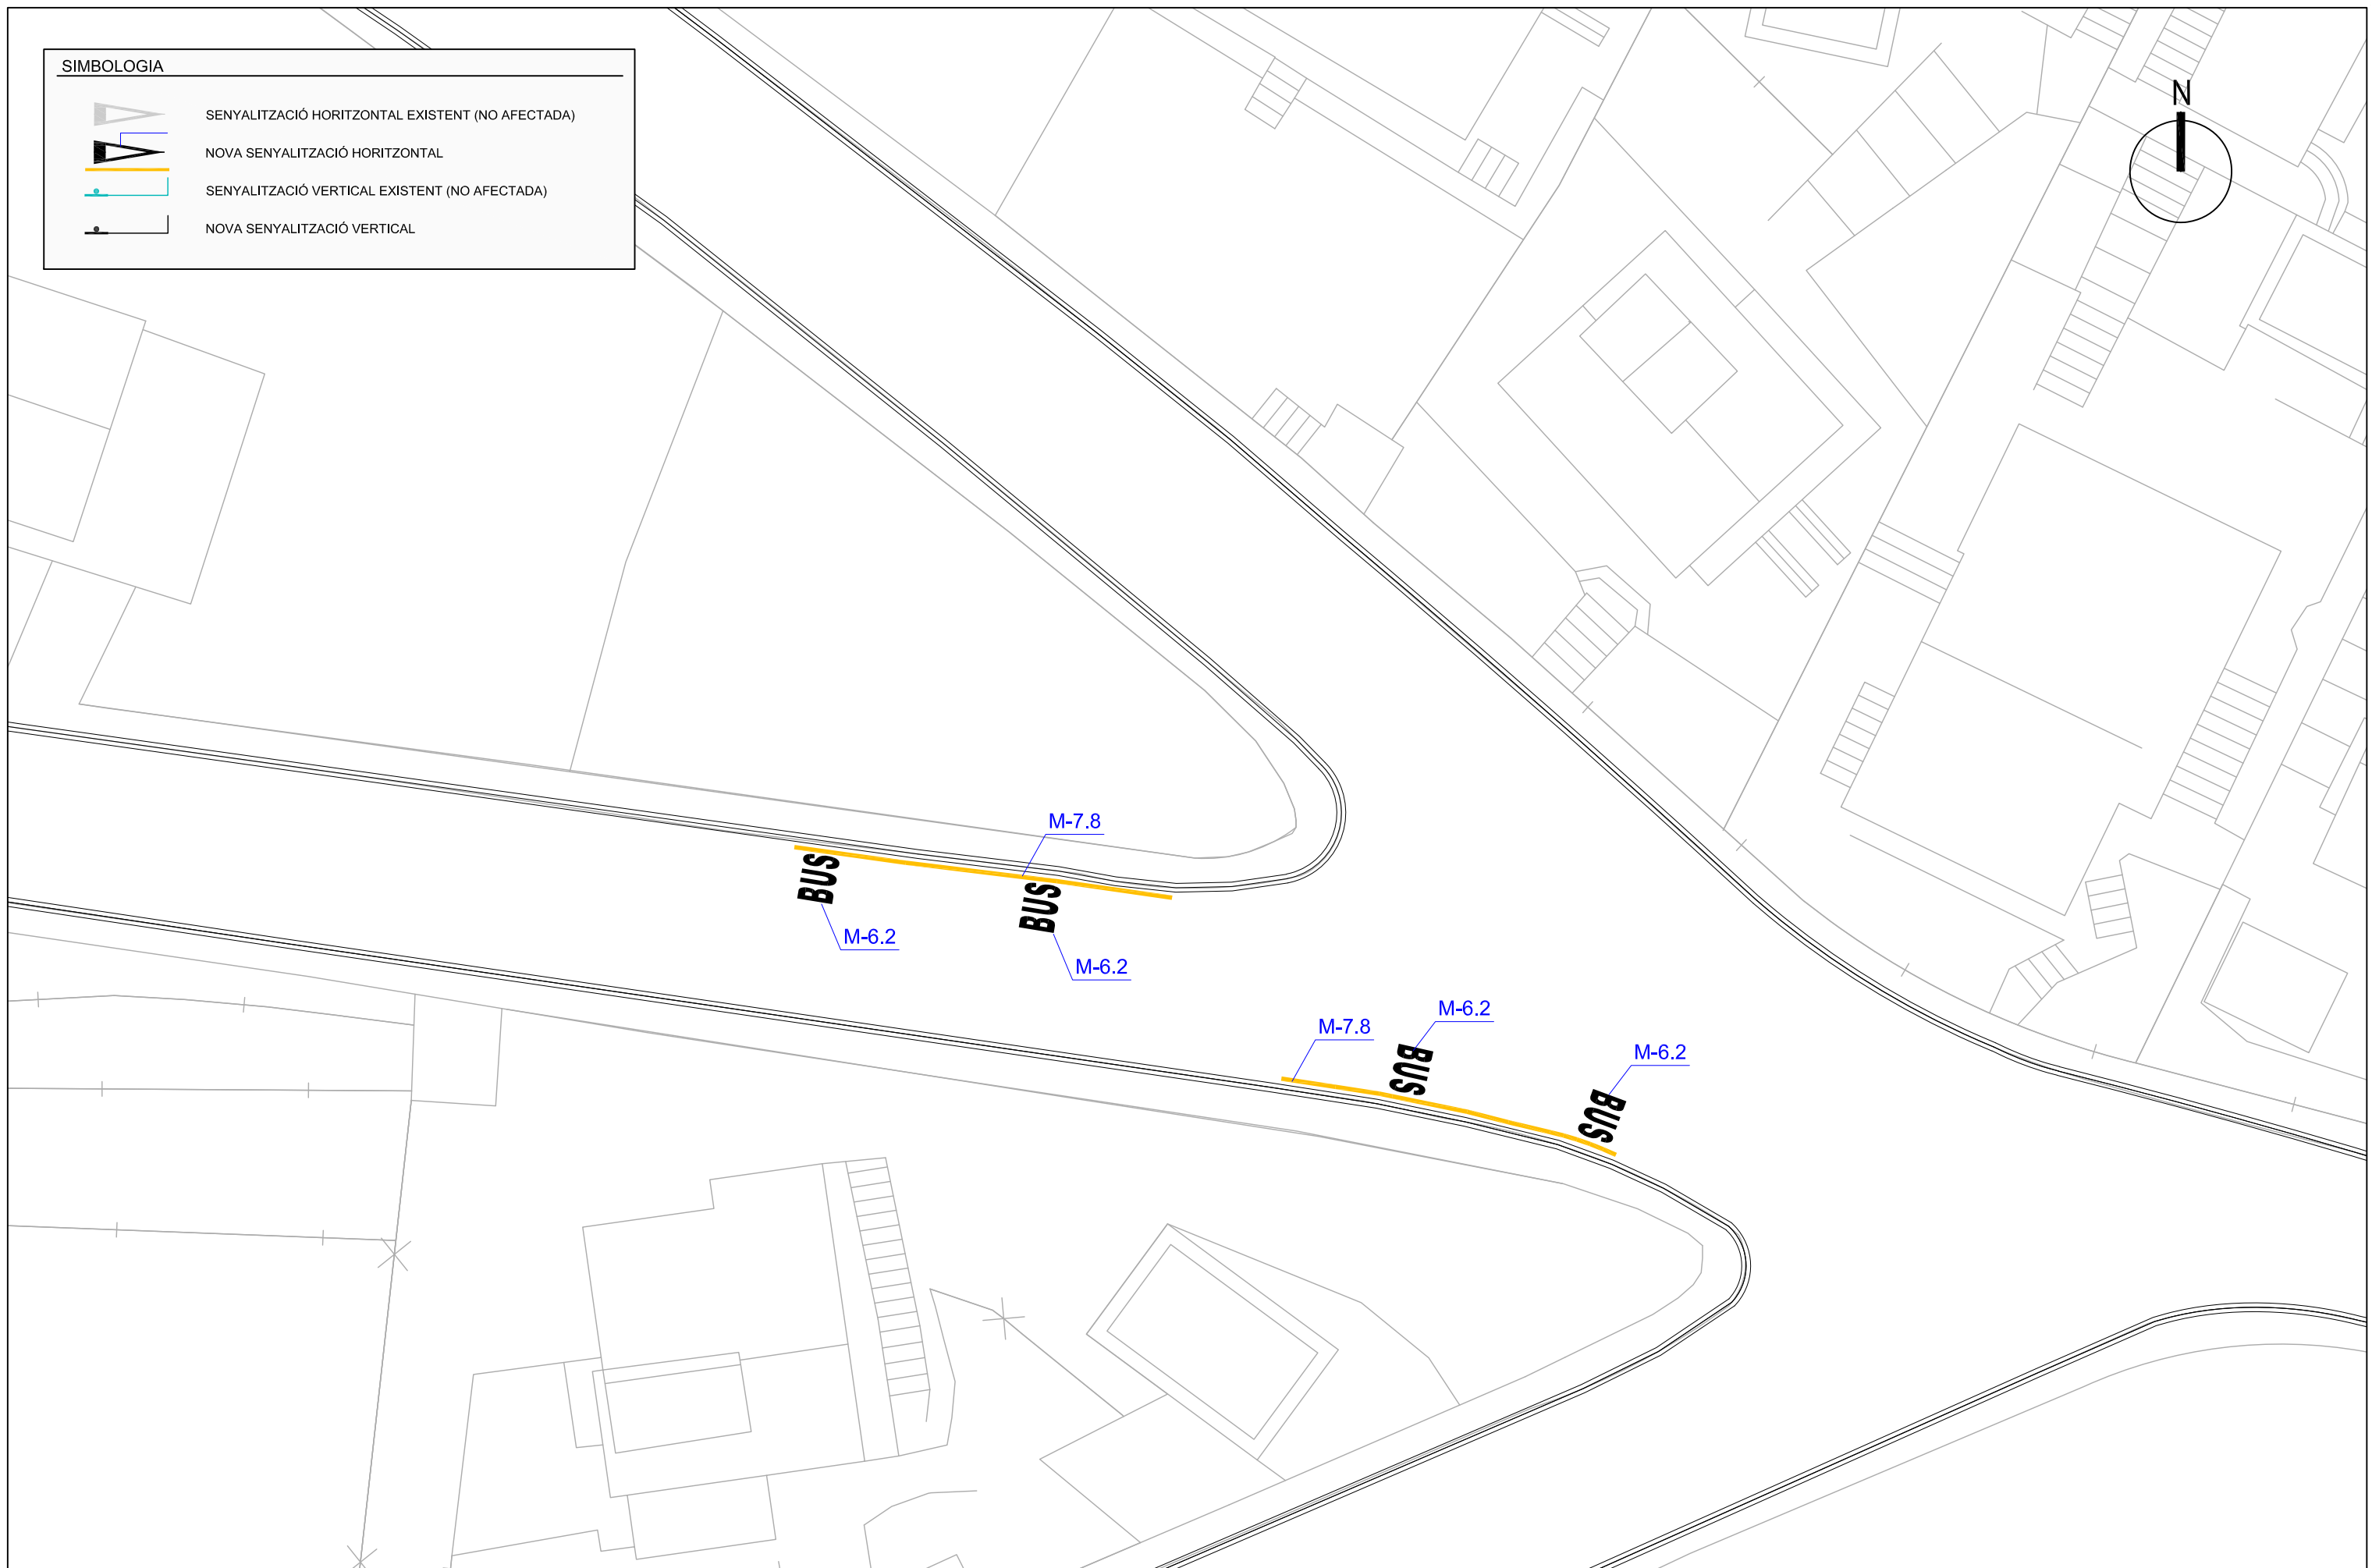 SIMBOLOGIA
SENYALITZACIÓ HORITZONTAL EXISTENT (NO AFECTADA)
NOVA SENYALITZACIÓ HORITZONTAL
SENYALITZACIÓ VERTICAL EXISTENT (NO AFECTADA)
NOVA SENYALITZACIÓ VERTICAL
N
M-7.8
BUS
BUS
M-6.2
M-6.2
M-6.2
M-7.8
M-6.2
BUS
BUS